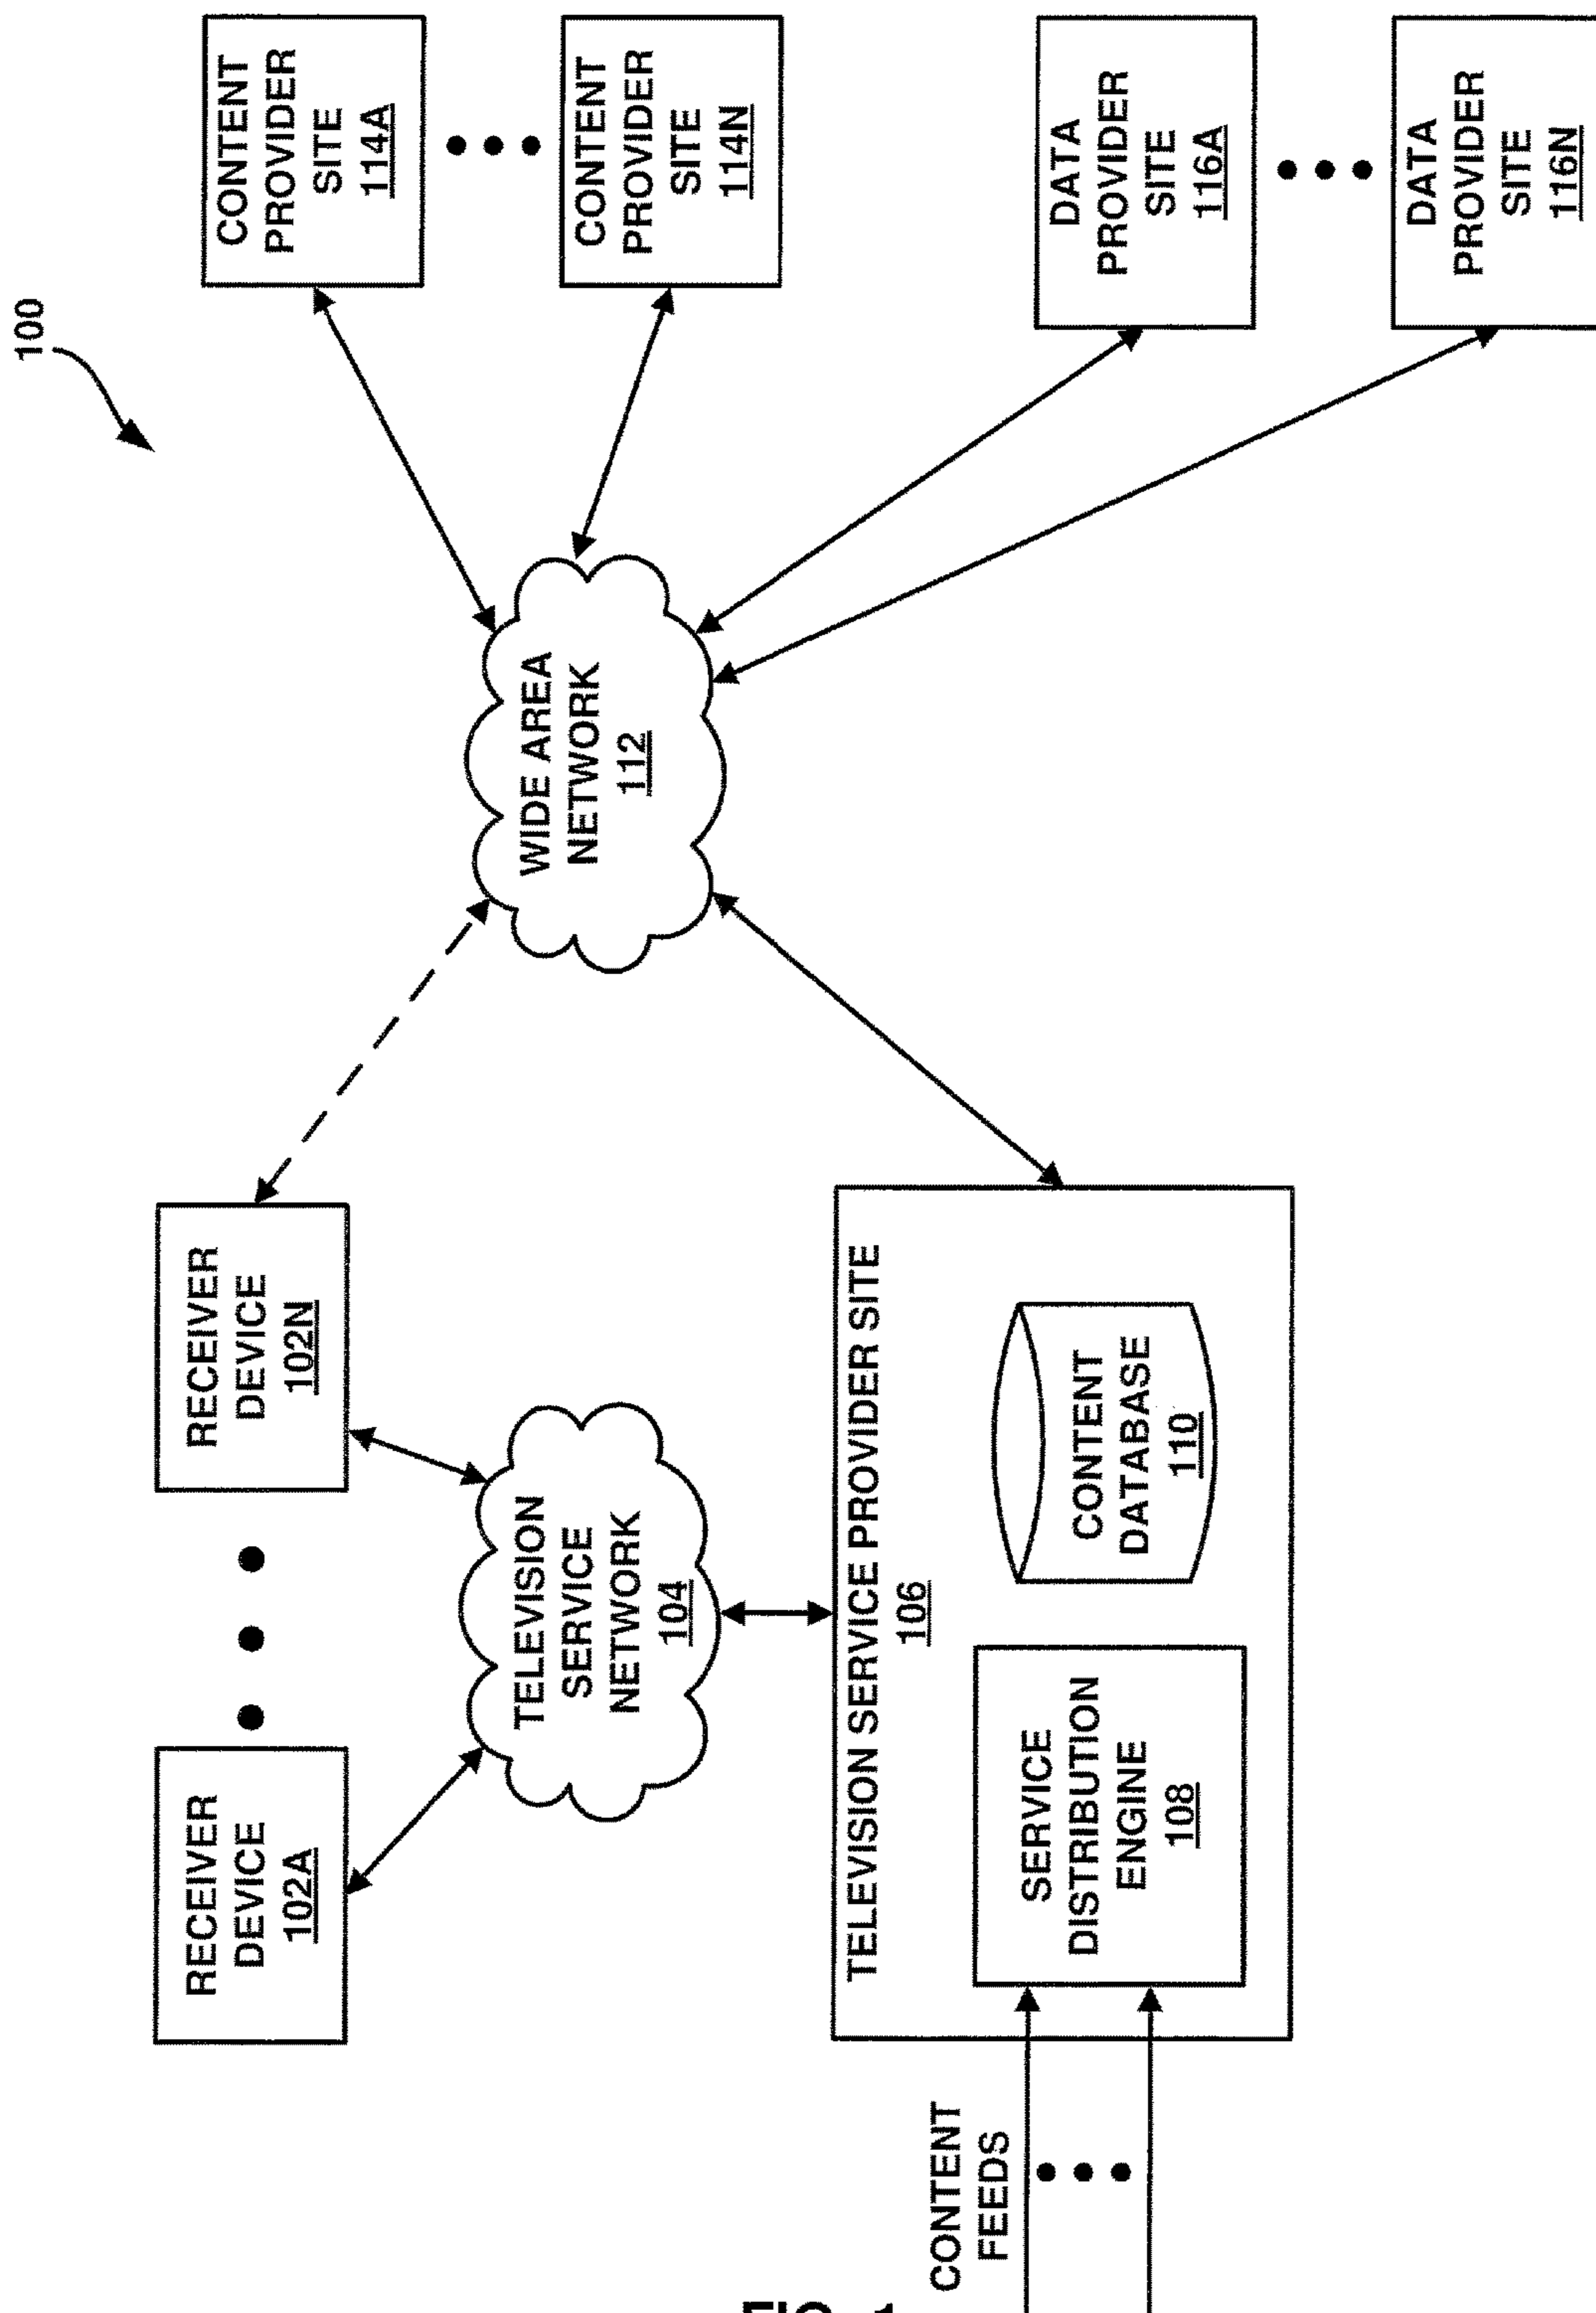 100
RECEIVER
DEVICE
102A
RECEIVER
DEVICE
102N
CONTENT
PROVIDER
SITE
114A
CONTENT
PROVIDER
SITE
114N
TELEVISION
SERVICE
NETWORK
104
WIDE AREA
NETWORK
112
TELEVISION SERVICE PROVIDER SITE
106
CONTENT
FEEDS
SERVICE
DISTRIBUTION
ENGINE
108
CONTENT
DATABASE
110
DATA
PROVIDER
SITE
116A
DATA
PROVIDER
SITE
116N
FIG. 1